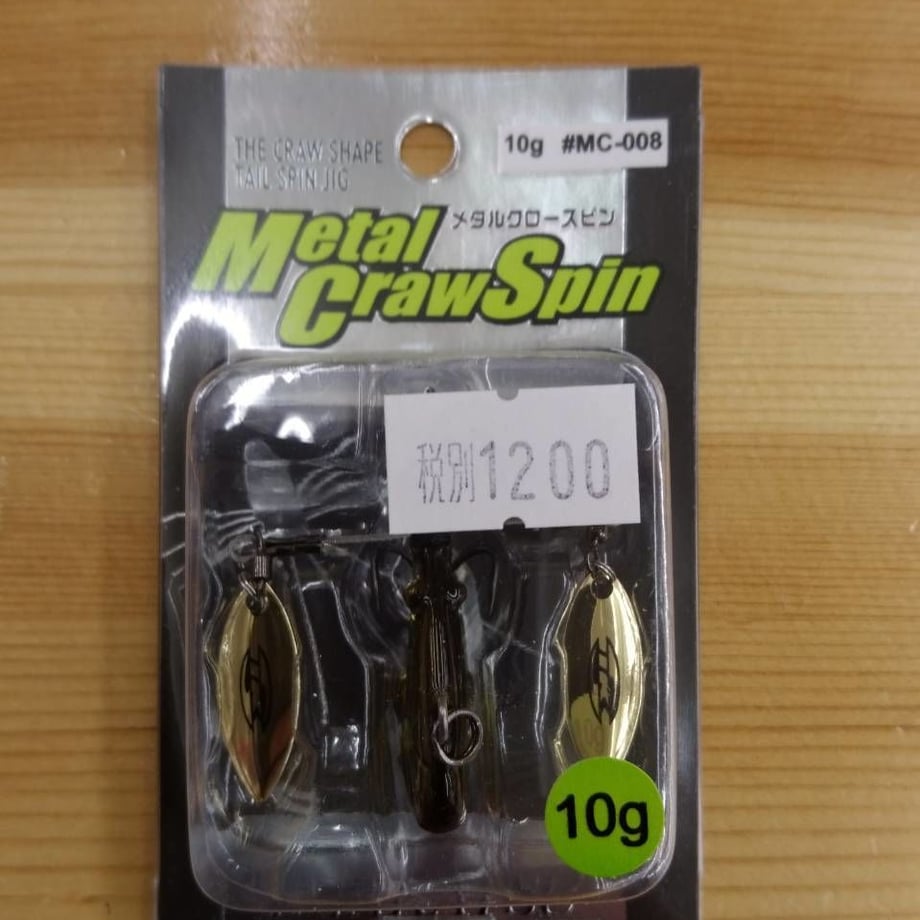 THE CRAW SHAPE
TAIL SPIN JIG
10g #MC-008
メタルクロースピン
Metal
CrawSpin
税別1200
10g